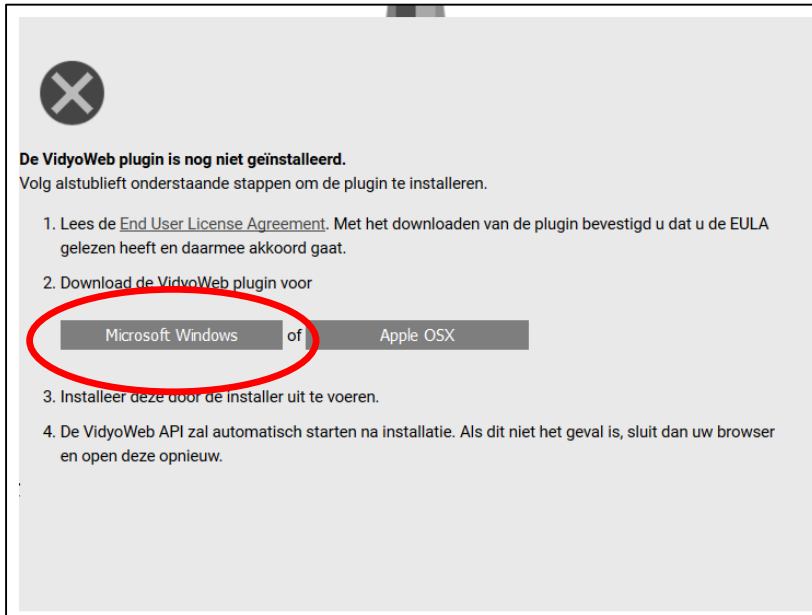 De VidyoWeb plugin is nog niet geïnstalleerd.
Volg alstublieft onderstaande stappen om de plugin te installeren.
1. Lees de End User License Agreement. Met het downloaden van de plugin bevestigd u dat u de EULA
gelezen heeft en daarmee akkoord gaat.
2. Download de VidyoWeb plugin voor
Microsoft Windows of Apple OSX
3. Installeer deze door de installer uit te voeren.
4. De VidyoWeb API zal automatisch starten na installatie. Als dit niet het geval is, sluit dan uw browser
en open deze opnieuw.